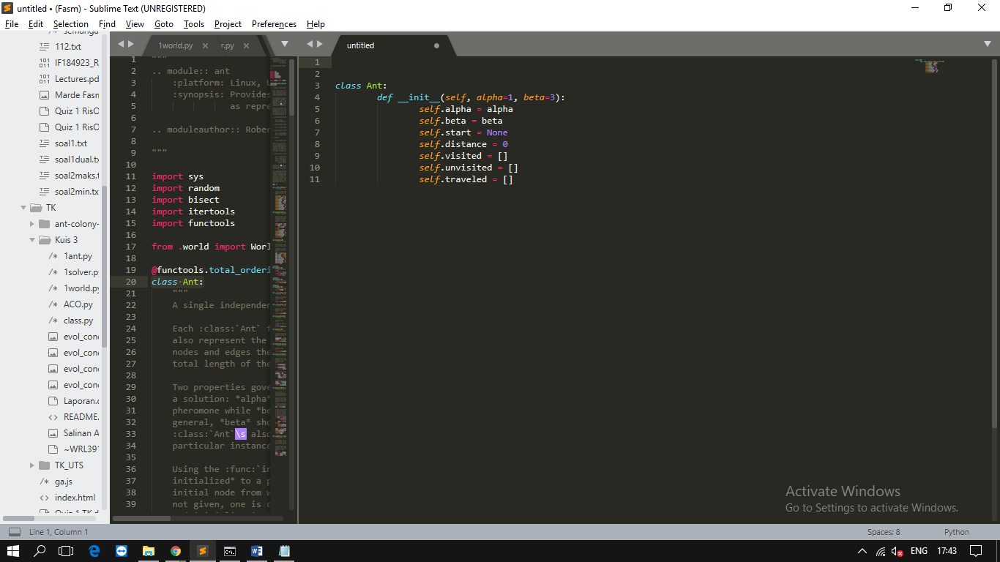 untitled • (Fasm) - Sublime Text (UNREGISTERED)
File Edit Selection Find View Goto Tools Project Preferences Help
112.txt
IF184923_R
Lectures.pd
Marde Fasm
Quiz 1 RisO
Quiz 1 RisO
soal1.txt
soal1dual.tx
soal2maks.t
soal2min.tx
TK
ant-colony-
Kuis 3
1ant.py
1solver.p
1world.py
ACO.py
class.py
evol_cond
evol_cond
evol_cond
evol_cond
Laporan.
README.
Salinan A
~WRL39
TK_UTS
ga.js
index.html
1world.py × r.py ×
1 """
2 .. module:: ant
3 :platform: Linux,
4 :synopsis: Provides
5 as repre
6
7 .. moduleauthor:: Rober
8
9 """
10
11 import sys
12 import random
13 import bisect
14 import itertools
15 import functools
16
17 from .world import Worl
18
19 @functools.total_orderi
20 class Ant:
21 """
22 A single independen
23
24 Each :class:`Ant`
25 also represent the
26 nodes and edges the
27 total length of the
28
29 Two properties gove
30 a solution: *alpha*
31 pheromone while *be
32 general, *beta* sho
33 :class:`Ant`\s also
34 particular instance
35
36 Using the :func:`in
37 initialized* to a p
38 initial node from w
39 not given, one is c
untitled
1
2
3 class Ant:
4 def __init__(self, alpha=1, beta=3):
5 self.alpha = alpha
6 self.beta = beta
7 self.start = None
8 self.distance = 0
9 self.visited = []
10 self.unvisited = []
11 self.traveled = []
Activate Windows
Go to Settings to activate Windows.
Line 1, Column 1
Spaces: 8
Python
ENG 17:43